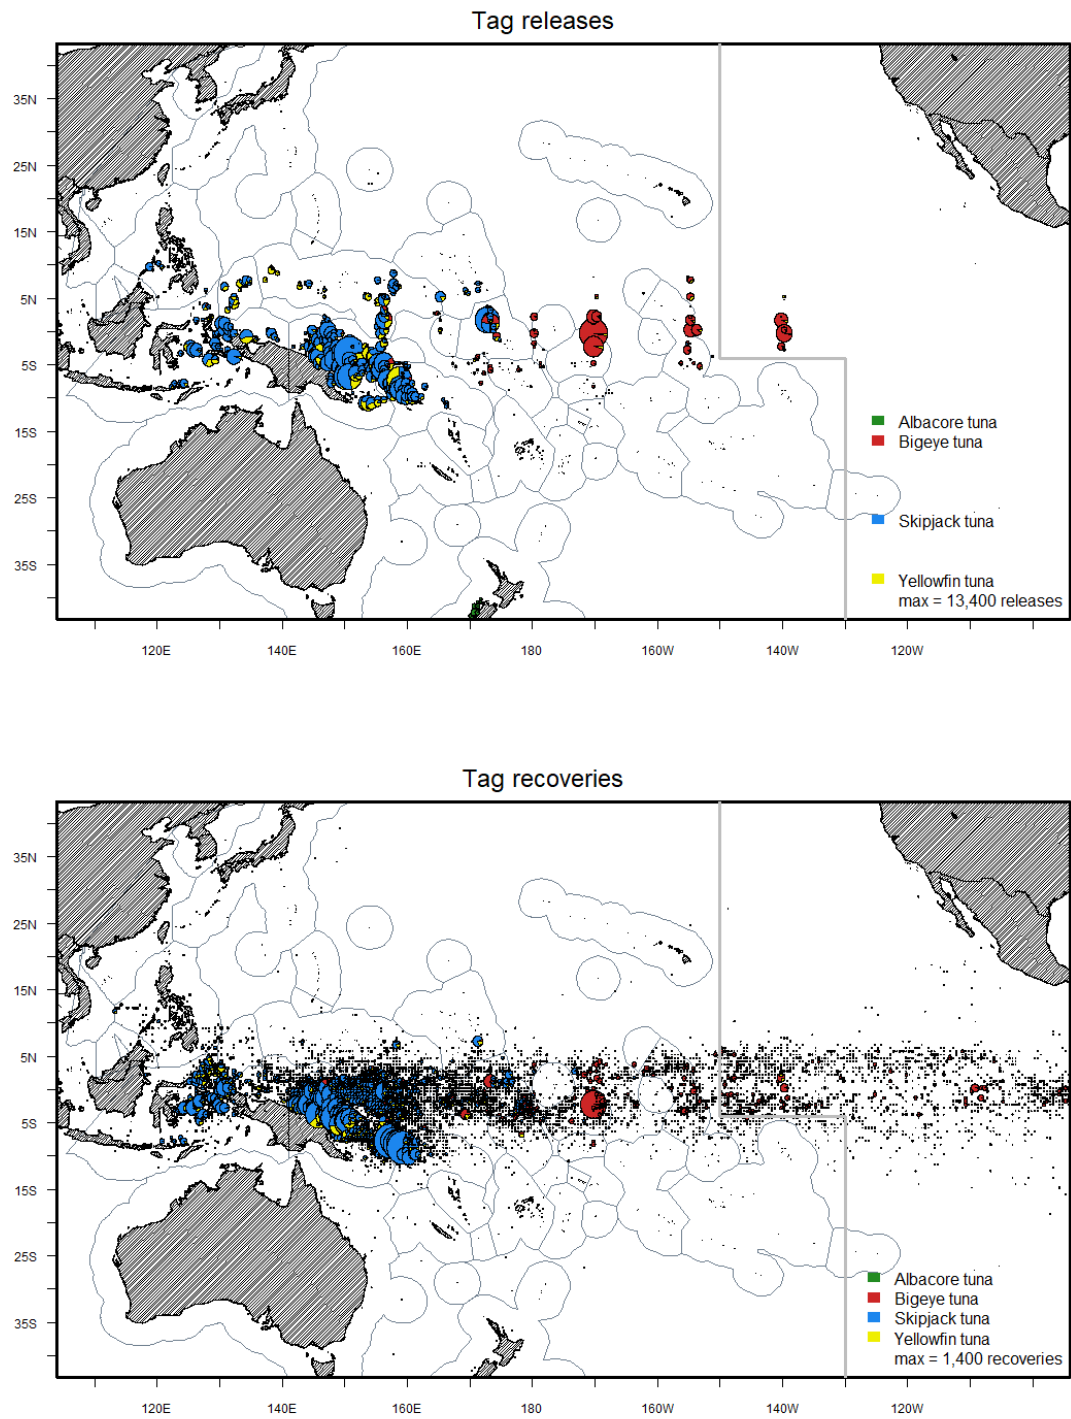 Tag releases
35N
25N
15N
5N
5S
15S
25S
35S
Albacore tuna
Bigeye tuna
Skipjack tuna
Yellowfin tuna
max = 13,400 releases
120E 140E 160E 180 160W 140W 120W
Tag recoveries
35N
25N
15N
5N
5S
15S
25S
35S
Albacore tuna
Bigeye tuna
Skipjack tuna
Yellowfin tuna
max = 1,400 recoveries
120E 140E 160E 180 160W 140W 120W